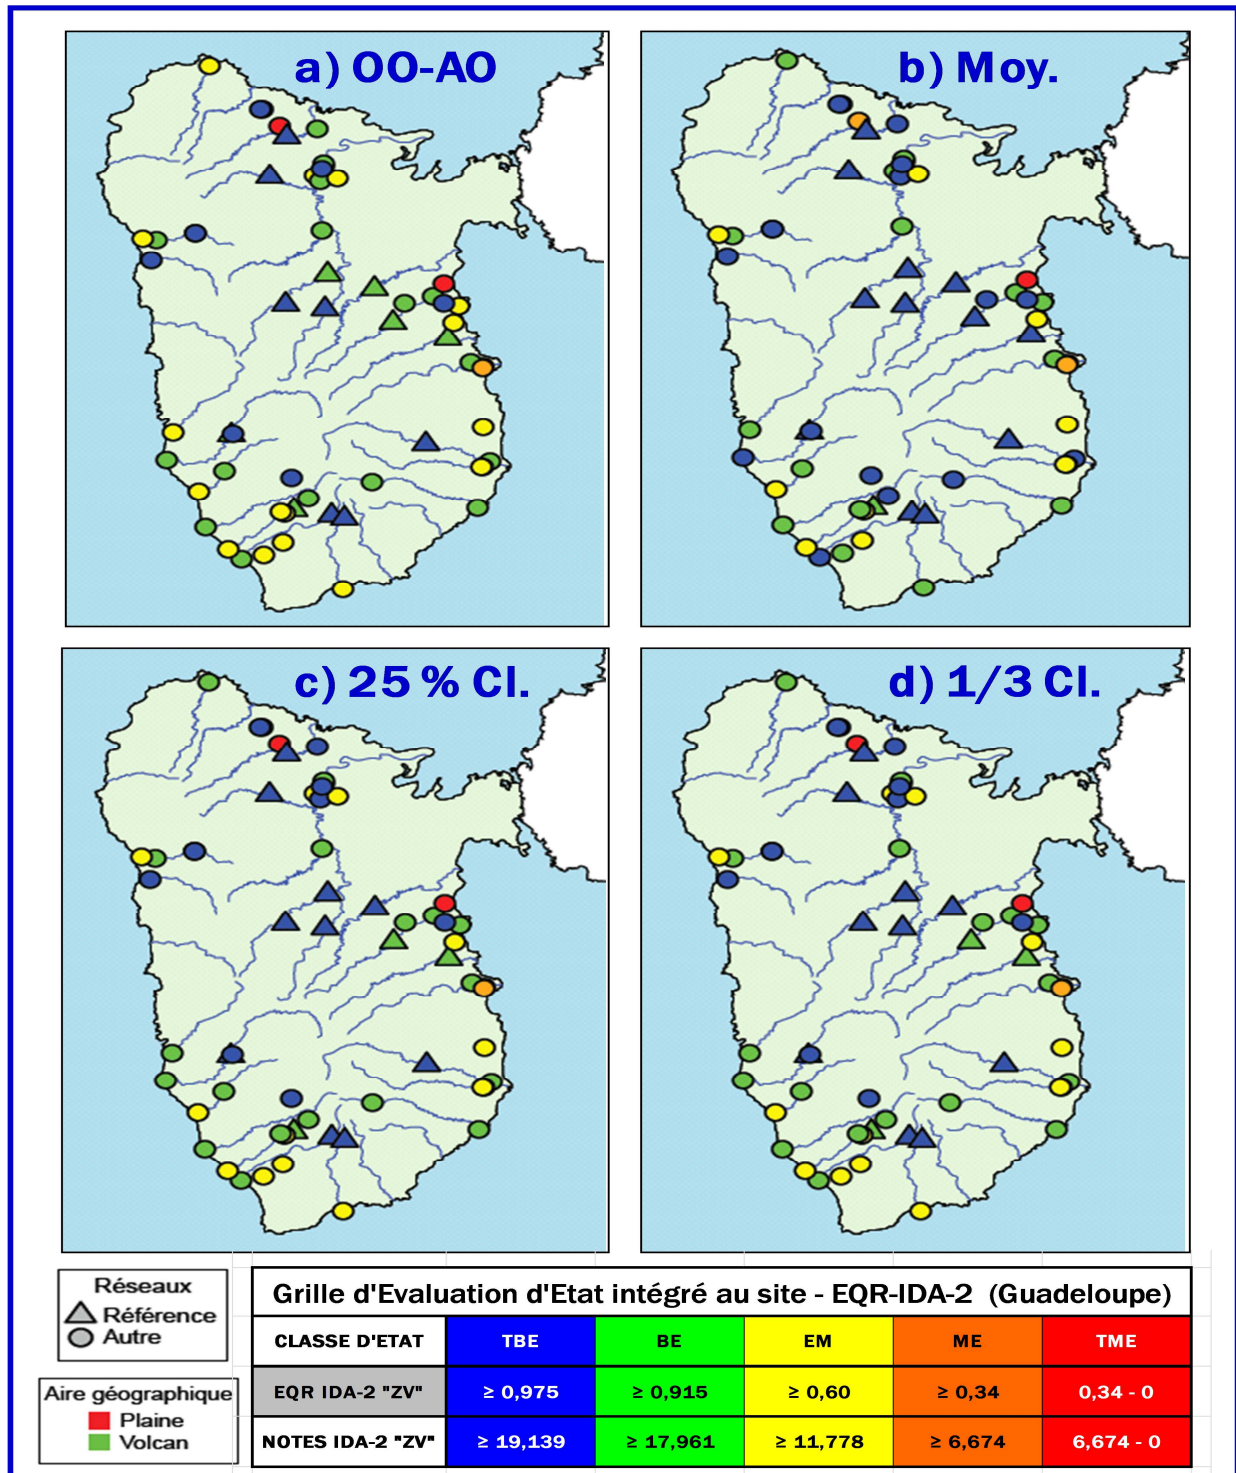 a) OO-AO
b) Moy.
c) 25 % Cl.
d) 1/3 Cl.
Réseaux
Référence
Autre
Aire géographique
Plaine
Volcan
Grille d'Evaluation d'Etat intégré au site - EQR-IDA-2 (Guadeloupe)
CLASSE D'ETAT TBE BE EM ME TME
EQR IDA-2 "ZV" ≥ 0,975 ≥ 0,915 ≥ 0,60 ≥ 0,34 0,34 - 0
NOTES IDA-2 "ZV" ≥ 19,139 ≥ 17,961 ≥ 11,778 ≥ 6,674 6,674 - 0